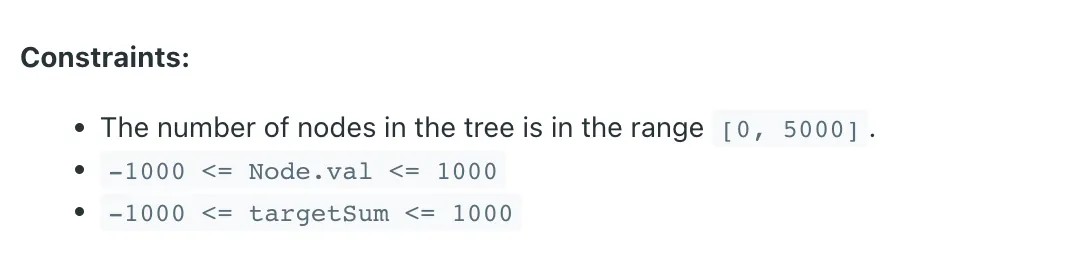 Constraints:
• The number of nodes in the tree is in the range [0, 5000].
• -1000 <= Node.val <= 1000
• -1000 <= targetSum <= 1000